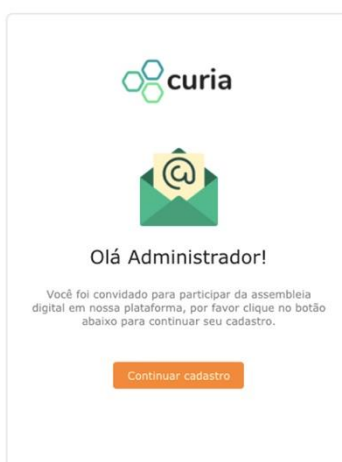 curia
@
Olá Administrador!
Você foi convidado para participar da assembleia
digital em nossa plataforma, por favor clique no botão
abaixo para continuar seu cadastro.
Continuar cadastro